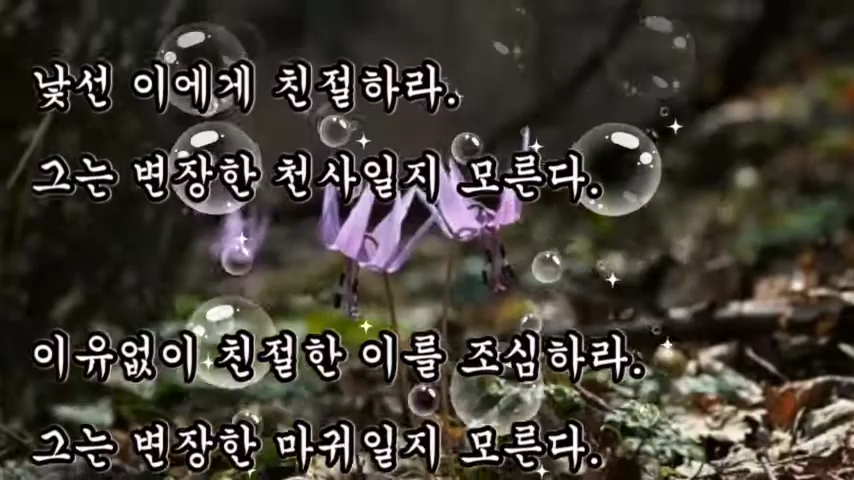 낯선 이에게 친절하라.
그는 변장한 천사일지 모른다.
이유없이 친절한 이를 조심하라.
그는 변장한 마귀일지 모른다.